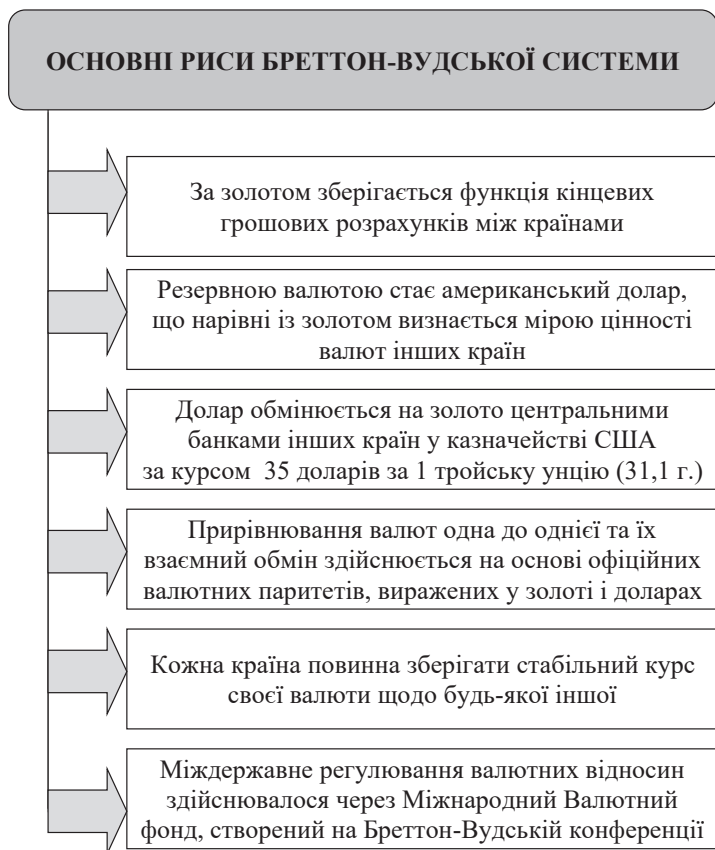 ОСНОВНІ РИСИ БРЕТТОН-ВУДСЬКОЇ СИСТЕМИ
За золотом зберігається функція кінцевих
грошових розрахунків між країнами
Резервною валютою стає американський долар,
що нарівні із золотом визнається мірою цінності
валют інших країн
Долар обмінюється на золото центральними
банками інших країн у казначействі США
за курсом 35 доларів за 1 тройську унцію (31,1 г.)
Прирівнювання валют одна до однієї та їх
взаємний обмін здійснюється на основі офіційних
валютних паритетів, виражених у золоті і доларах
Кожна країна повинна зберігати стабільний курс
своєї валюти щодо будь-якої іншої
Міждержавне регулювання валютних відносин
здійснювалося через Міжнародний Валютний
фонд, створений на Бреттон-Вудській конференції